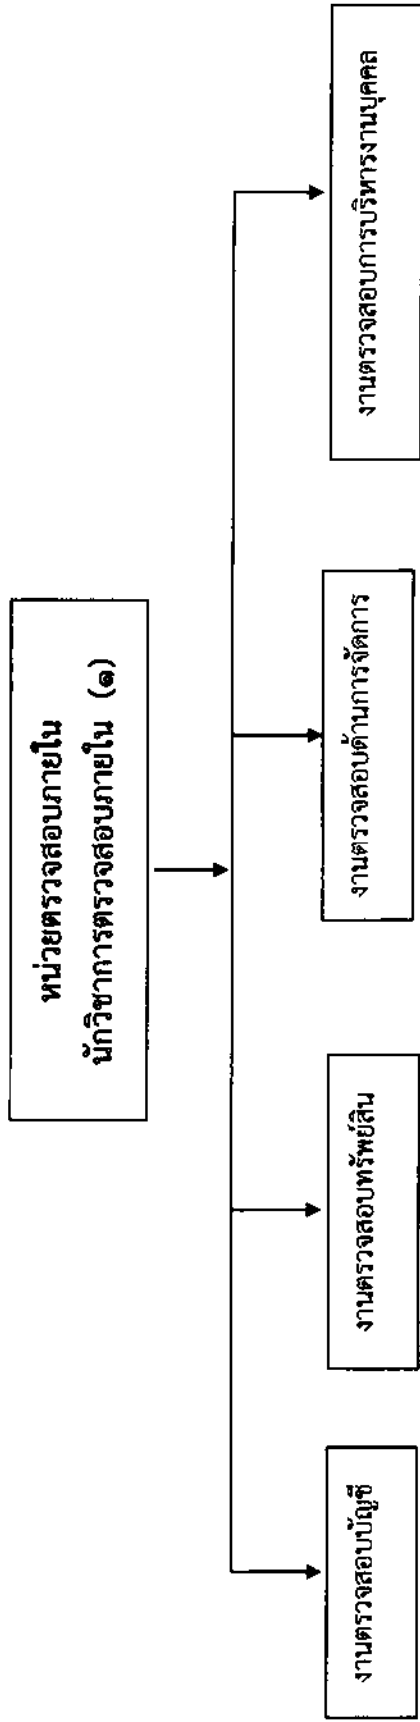 หน่วยตรวจสอบภายใน
นักวิชาการตรวจสอบภายใน (๑)
งานตรวจสอบบัญชี
งานตรวจสอบทรัพย์สิน
งานตรวจสอบด้านการจัดการ
งานตรวจสอบการบริหารงานบุคคล